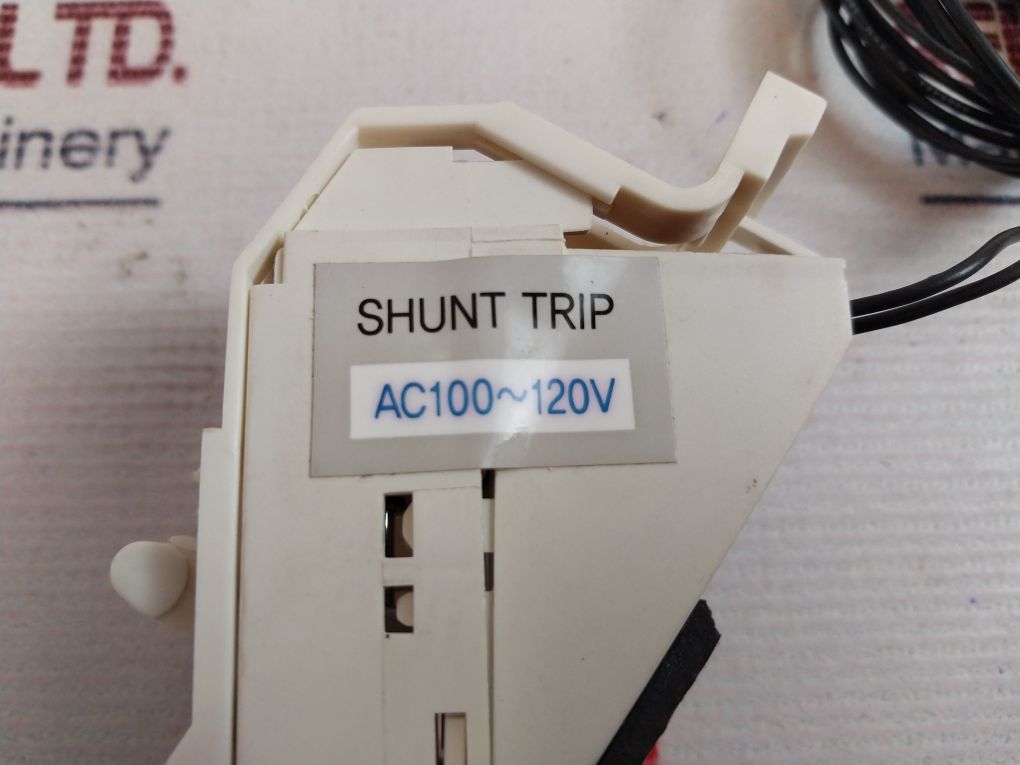 LTD.
inery
SHUNT TRIP
AC100~120V